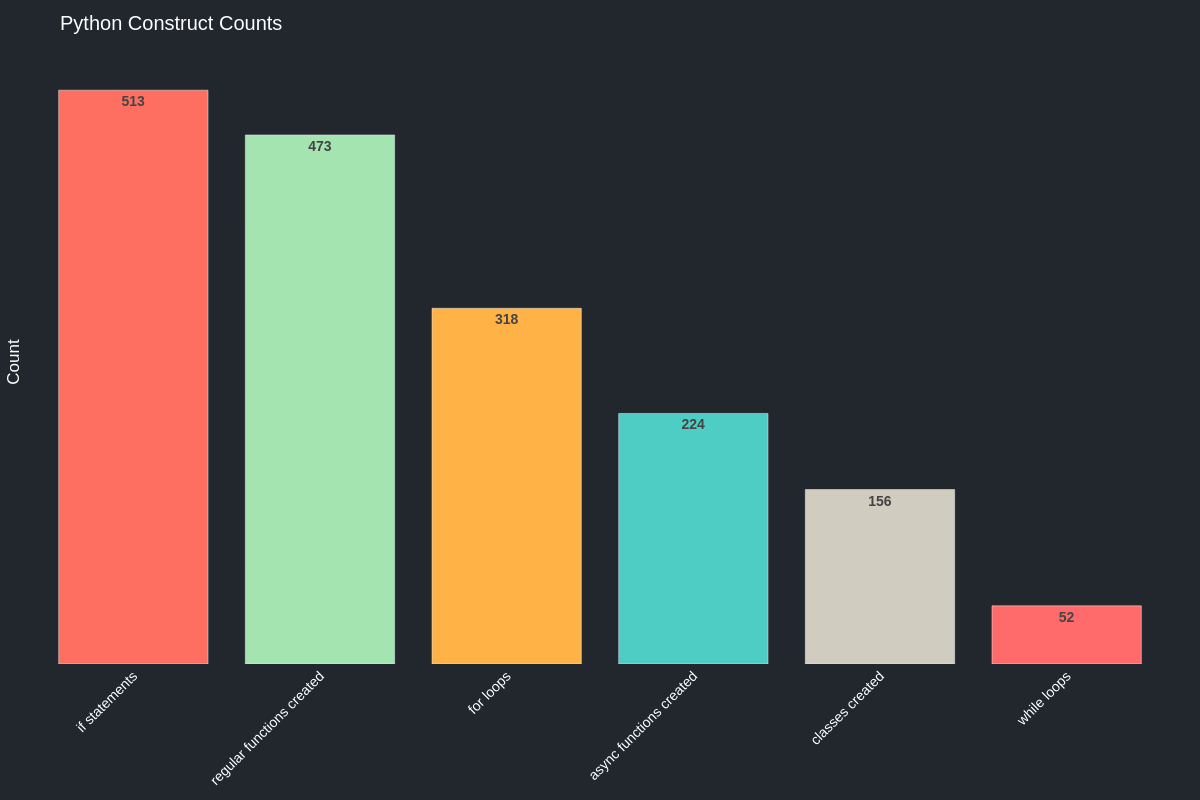 Python Construct Counts
513
473
318
224
156
52
Count
if statements
regular functions created
for loops
async functions created
classes created
while loops